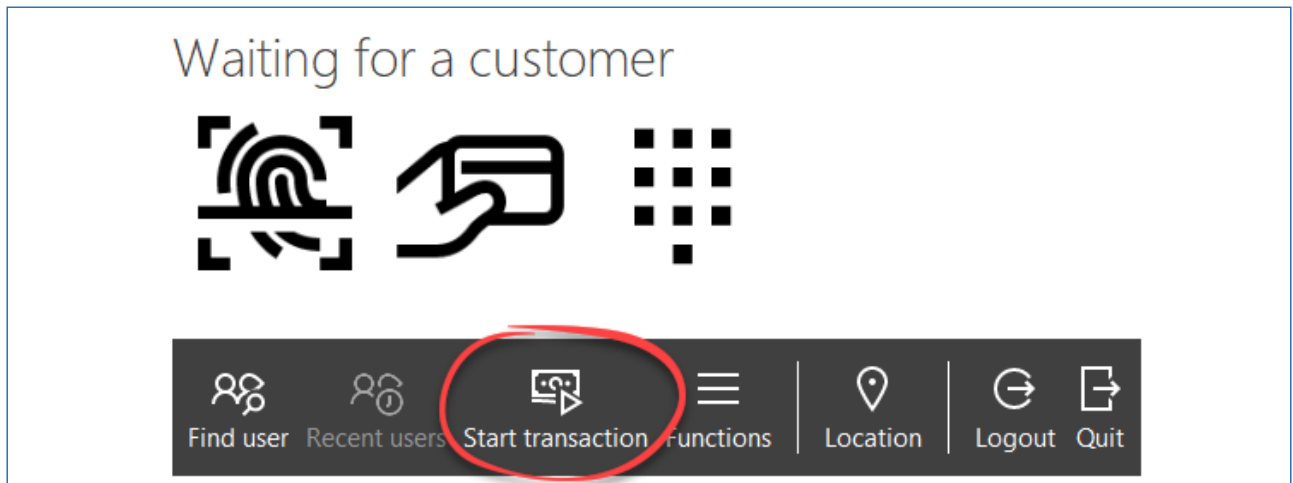 Waiting for a customer
Find user Recent users Start transaction Functions Location Logout Quit